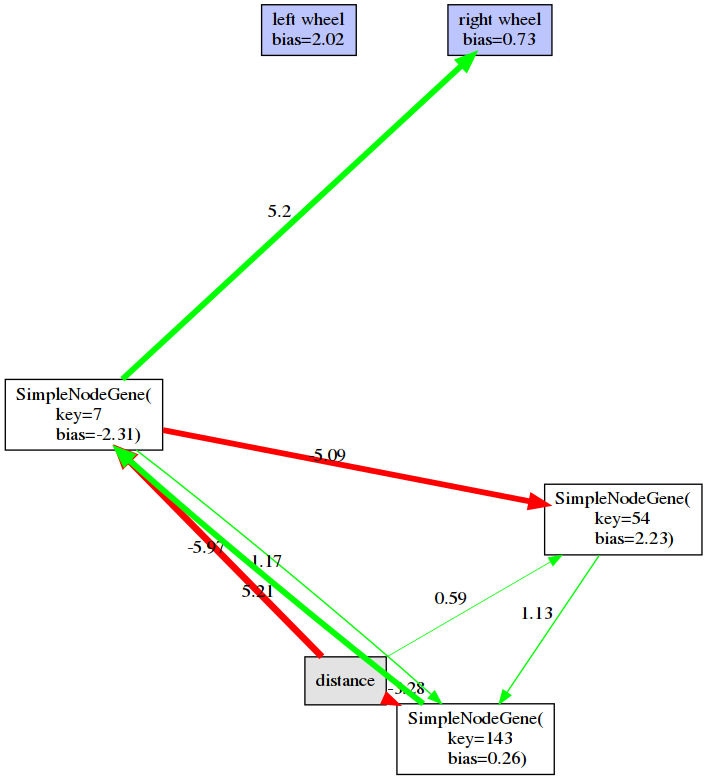 left wheel
bias=2.02
right wheel
bias=0.73
5.2
SimpleNodeGene(
key=7
bias=-2.31)
-5.09
SimpleNodeGene(
key=54
bias=2.23)
-5.97
1.17
5.21
0.59
1.13
distance
-3.28
SimpleNodeGene(
key=143
bias=0.26)